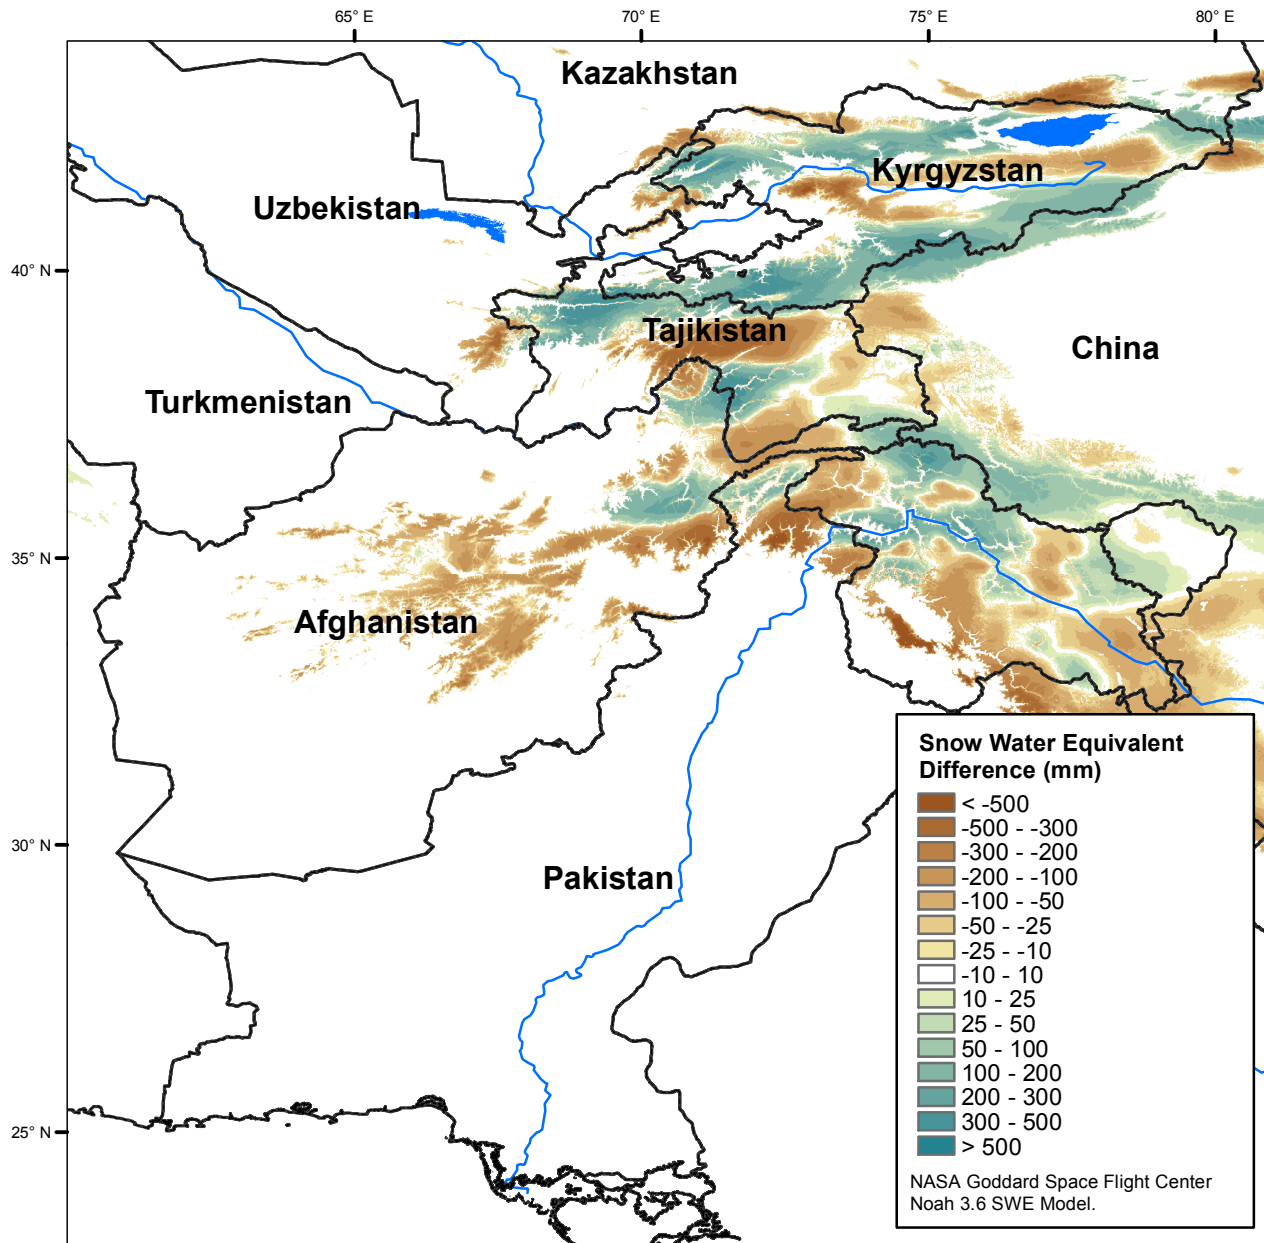 65° E 70° E 75° E 80° E
Kazakhstan
Kyrgyzstan
Uzbekistan
40° N
Tajikistan
China
Turkmenistan
35° N
Afghanistan
Snow Water Equivalent
Difference (mm)
< -500
-500 - -300
-300 - -200
-200 - -100
-100 - -50
-50 - -25
-25 - -10
-10 - 10
10 - 25
25 - 50
50 - 100
100 - 200
200 - 300
300 - 500
> 500
NASA Goddard Space Flight Center
Noah 3.6 SWE Model.
30° N
Pakistan
25° N